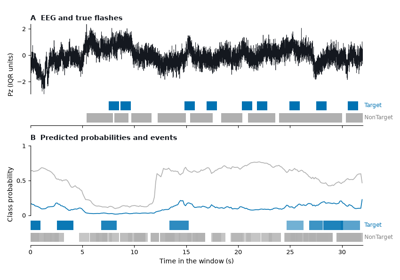 A EEG and true flashes
Pz (IQR units)
2
0
−2
Target
NonTarget
B Predicted probabilities and events
Class probability
1
0.5
0
Target
NonTarget
0 5 10 15 20 25 30
Time in the window (s)